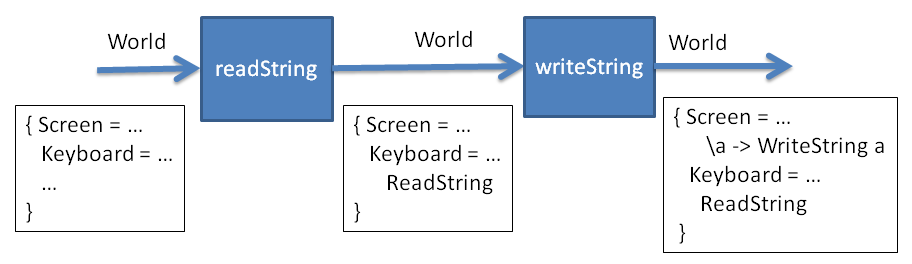 World
readString
World
writeString
World
{ Screen = ...
Keyboard = ...
...
}
{ Screen = ...
Keyboard = ...
ReadString
}
{ Screen = ...
\a -> WriteString a
Keyboard = ...
ReadString
}